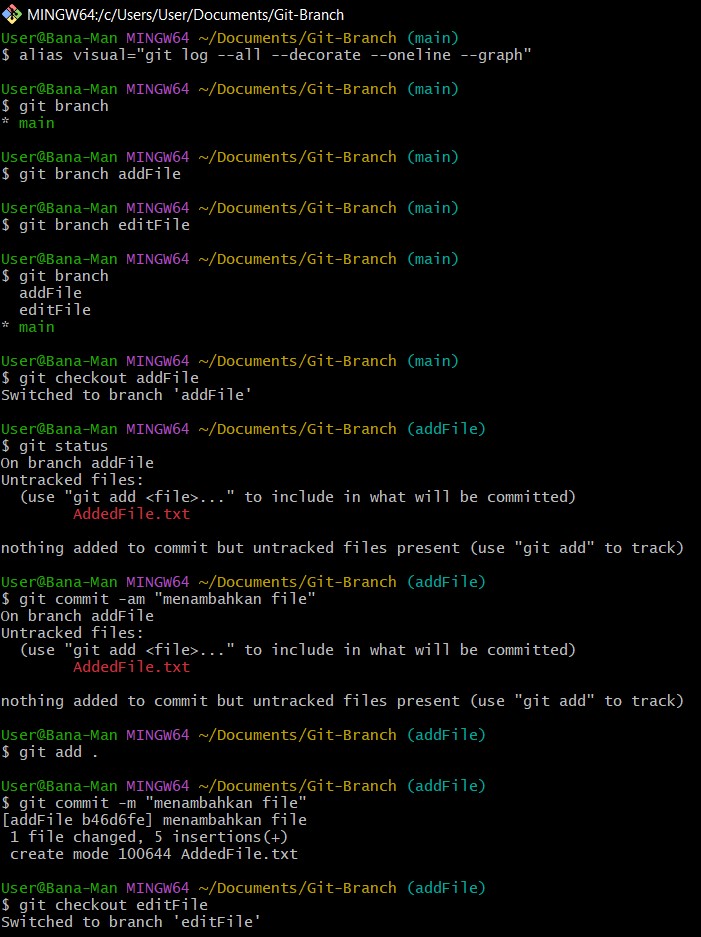 MINGW64:/c/Users/User/Documents/Git-Branch
User@Bana-Man MINGW64 ~/Documents/Git-Branch (main)
$ alias visual="git log --all --decorate --oneline --graph"
User@Bana-Man MINGW64 ~/Documents/Git-Branch (main)
$ git branch
* main
User@Bana-Man MINGW64 ~/Documents/Git-Branch (main)
$ git branch addFile
User@Bana-Man MINGW64 ~/Documents/Git-Branch (main)
$ git branch editFile
User@Bana-Man MINGW64 ~/Documents/Git-Branch (main)
$ git branch
  addFile
  editFile
* main
User@Bana-Man MINGW64 ~/Documents/Git-Branch (main)
$ git checkout addFile
Switched to branch 'addFile'
User@Bana-Man MINGW64 ~/Documents/Git-Branch (addFile)
$ git status
On branch addFile
Untracked files:
  (use "git add <file>..." to include in what will be committed)
        AddedFile.txt
nothing added to commit but untracked files present (use "git add" to track)
User@Bana-Man MINGW64 ~/Documents/Git-Branch (addFile)
$ git commit -am "menambahkan file"
On branch addFile
Untracked files:
  (use "git add <file>..." to include in what will be committed)
        AddedFile.txt
nothing added to commit but untracked files present (use "git add" to track)
User@Bana-Man MINGW64 ~/Documents/Git-Branch (addFile)
$ git add .
User@Bana-Man MINGW64 ~/Documents/Git-Branch (addFile)
$ git commit -m "menambahkan file"
[addFile b46d6fe] menambahkan file
 1 file changed, 5 insertions(+)
 create mode 100644 AddedFile.txt
User@Bana-Man MINGW64 ~/Documents/Git-Branch (addFile)
$ git checkout editFile
Switched to branch 'editFile'